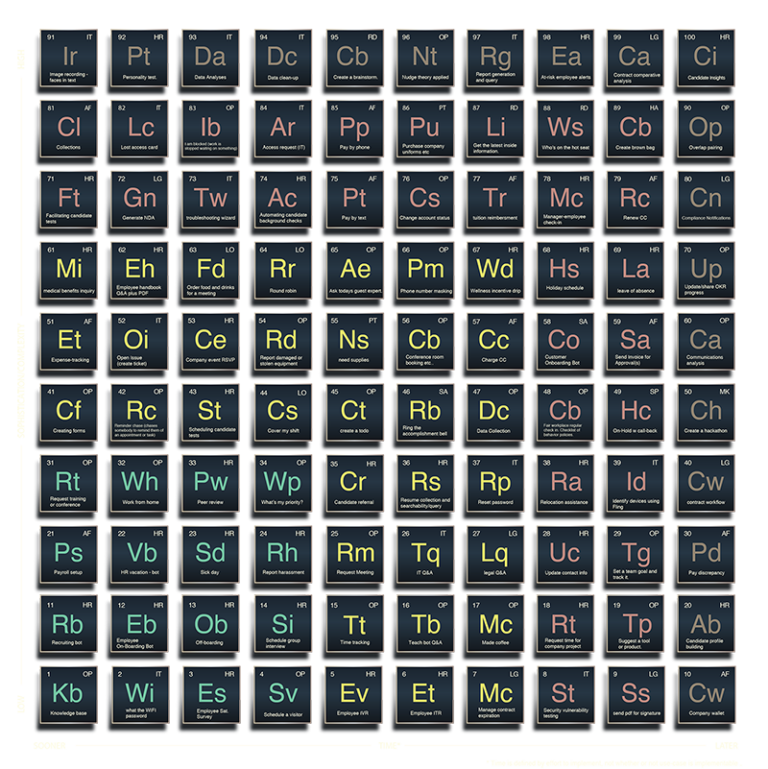 91 IT
Ir
Image recording -
faces in text
92 HR
Pt
Personality test.
93 IT
Da
Data Analyses
94 IT
Dc
Data clean-up
95 RD
Cb
Create a brainstorm.
96 OP
Nt
Nudge theory applied
97 IT
Rg
Report generation
and query
98 HR
Ea
At-risk employee alerts
99 LG
Ca
Contract comparative
analysis
100 HR
Ci
Candidate Insights
81 AF
Cl
Collections
82 IT
Lc
Lost access card
83 OP
Ib
I am blocked (work is
stopped waiting on something)
84 IT
Ar
Access request (IT)
85 AF
Pp
Pay by phone
86 PT
Pu
Purchase company
uniforms etc
87 RD
Li
Get the latest inside
information.
88 RD
Ws
Who's on the hot seat
89 HA
Cb
Create brown bag
90 OP
Op
Overlap pairing
71 HR
Ft
Facilitating candidate
tests
72 LG
Gn
Generate NDA
73 IT
Tw
troubleshooting wizard
74 HR
Ac
Automating candidate
background checks
75 AF
Pt
Pay by text
76 OP
Cs
Change account status
77 AF
Tr
tuition reimbersment
78 HR
Mc
Manager-employee
check-in
79 AF
Rc
Renew CC
80 LG
Cn
Compliance Notifications
61 HR
Mi
medical benefits inquiry
62 HR
Eh
Employee handbook
Q&A plus PDF
63 LO
Fd
Order food and drinks
for a meeting
64 LO
Rr
Round robin
65 OP
Ae
Ask todays guest expert.
66 OP
Pm
Phone number masking
67 HR
Wd
Wellness incentive drip
68 HR
Hs
Holiday schedule
69 HR
La
leave of absence
70 OP
Up
Update/share OKR
progress
51 AF
Et
Expense-tracking
52 IT
Oi
Open issue
(create ticket)
53 HR
Ce
Company event RSVP
54 OP
Rd
Report damaged or
stolen equipment
55 PT
Ns
need supplies
56 OP
Cb
Conference room
booking etc.
57 AF
Cc
Charge CC
58 SA
Co
Customer
Onboarding Bot
59 AF
Sa
Send invoice for
Approval(s)
60 OP
Ca
Communications
analysis
41 OP
Cf
Creating forms
42 OP
Rc
Reminder chase (chases
somebody to remind them of
an appointment or task)
43 HR
St
Scheduling candidate
tests
44 LO
Cs
Cover my shift
45 OP
Ct
create a todo
46 SA
Rb
Ring the
accomplishment bell
47 OP
Dc
Data Collection
48 OP
Cb
Fair workplace regular
check in. Checklist of
behavior policies
49 SP
Hc
On-Hold w call-back
50 MK
Ch
Create a hackathon
31 OP
Rt
Request training
or conference
32 OP
Wh
Work from home
33 HR
Pw
Peer review
34 OP
Wp
What's my priority?
35 HR
Cr
Candidate referral
36 HR
Rs
Resume collection and
searchability/query
37 IT
Rp
Reset password
38 HR
Ra
Relocation assistance
39 IT
Id
Identify devices using
Fling
40 LG
Cw
contract workflow
21 AF
Ps
Payroll setup
22 HR
Vb
HR vacation - bot
23 HR
Sd
Sick day
24 HR
Rh
Report harassment
25 OP
Rm
Request Meeting
26 IT
Tq
IT Q&A
27 LG
Lq
legal Q&A
28 HR
Uc
Update contact info
29 OP
Tg
Set a team goal and
track it.
30 AF
Pd
Pay discrepancy
11 HR
Rb
Recruiting bot
12 HR
Eb
Employee
On-Boarding Bot
13 HR
Ob
Off-boarding
14 HR
Si
Schedule group
interview
15 OP
Tt
Time tracking
16 OP
Tb
Teach bot Q&A
17 OP
Mc
Made coffee
18 HR
Rt
Request time for
company project
19 OP
Tp
Suggest a tool
or product.
20 HR
Ab
Candidate profile
building
1 OP
Kb
Knowledge base
2 IT
Wi
what the WiFi
password
3 HR
Es
Employee Sat.
Survey
4 OP
Sv
Schedule a visitor
5 HR
Ev
Employee IVR
6 HR
Et
Employee ITR
7 LG
Mc
Manage contract
expiration
8 IT
St
Security vulnerability
testing
9 LG
Ss
send pdf for signature
10 AF
Cw
Company wallet